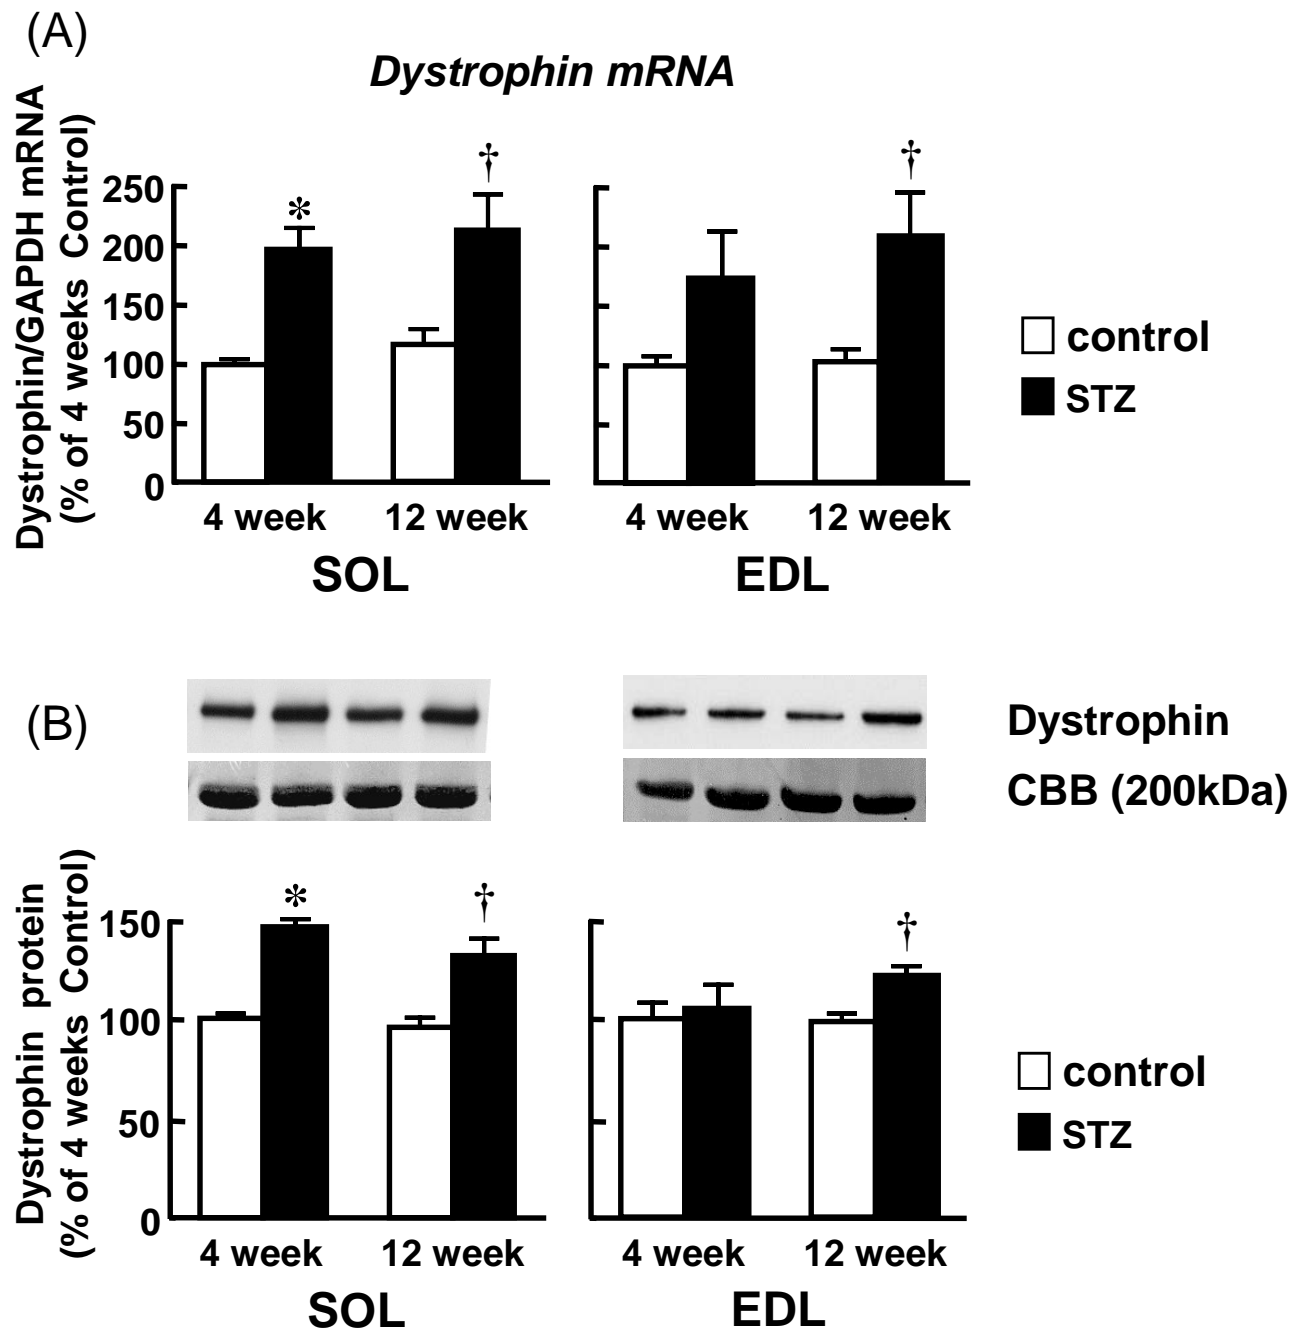 (A)
Dystrophin mRNA
Dystrophin/GAPDH mRNA
(% of 4 weeks Control)
250
200
150
100
50
0
*
†
†
4 week
12 week
4 week
12 week
SOL
EDL
control
STZ
(B)
Dystrophin
CBB (200kDa)
Dystrophin protein
(% of 4 weeks Control)
150
100
50
0
*
†
†
4 week
12 week
4 week
12 week
SOL
EDL
control
STZ